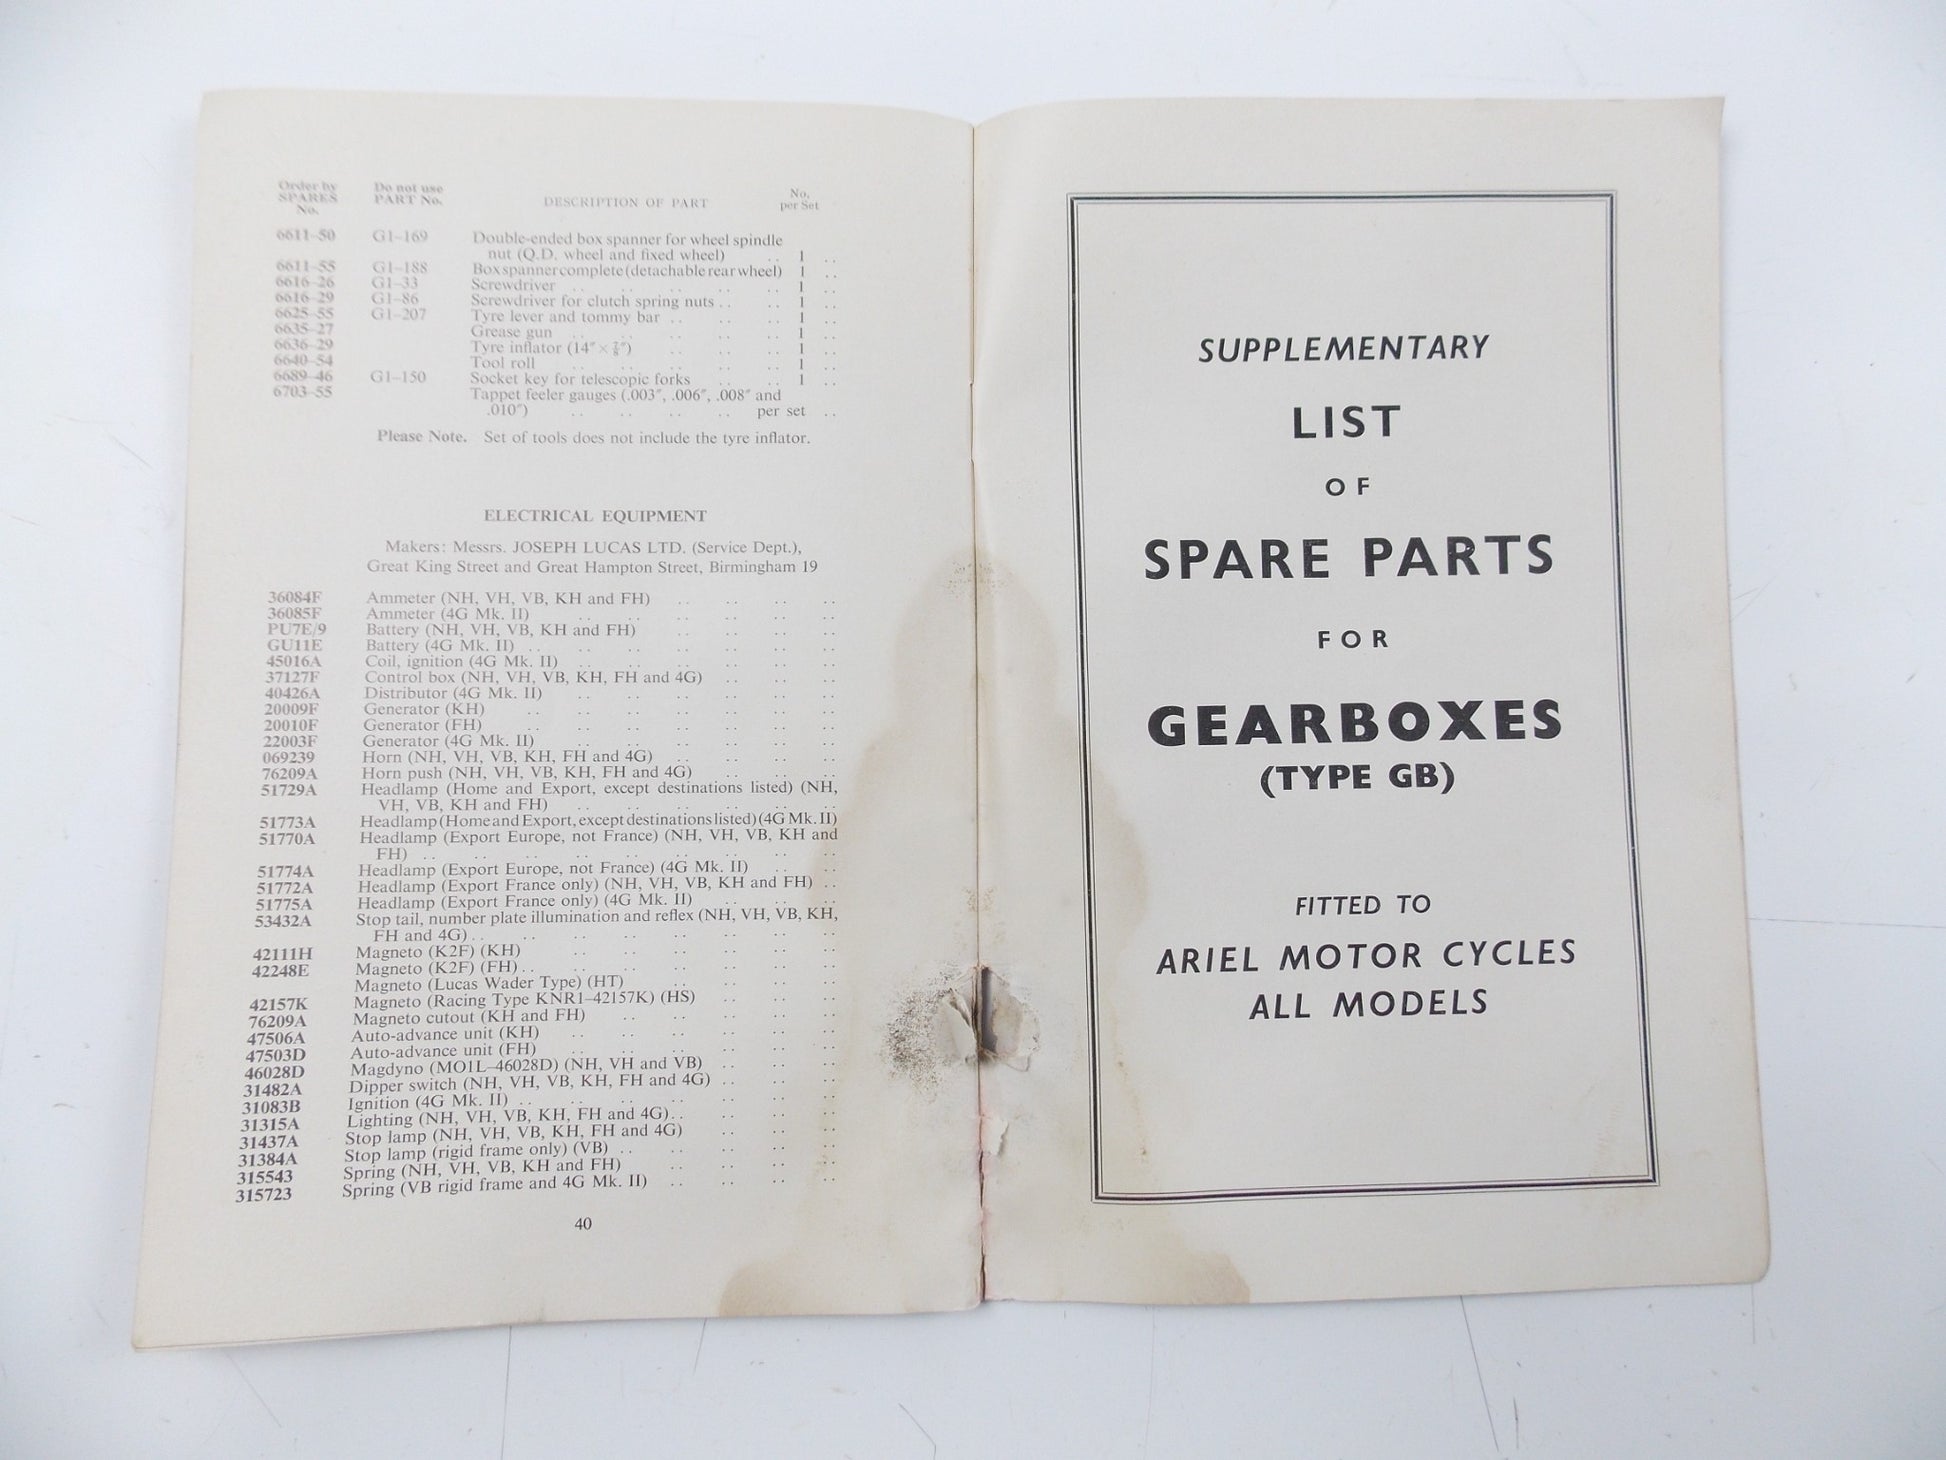 Order by SPARES No.  Do not use PART No.  DESCRIPTION OF PART  No. per Set
6611–50  G1–169  Double-ended box spanner for wheel spindle
nut (Q.D. wheel and fixed wheel) .. 1 ..
6611–55  G1–188  Box spanner complete (detachable rear wheel) 1 ..
6616–26  G1–33  Screwdriver .. .. .. .. .. 1 ..
6616–29  G1–86  Screwdriver for clutch spring nuts .. .. 1 ..
6625–55  G1–207  Tyre lever and tommy bar .. .. .. 1 ..
6635–27  Grease gun .. .. .. .. 1 ..
6636–29  Tyre inflator (14″ × ⅞″) .. .. .. 1 ..
6640–54  Tool roll .. .. .. .. .. 1 ..
6689–46  G1–150  Socket key for telescopic forks .. .. 1 ..
6703–55  Tappet feeler gauges (.003″, .006″, .008″ and
.010″) .. .. .. .. per set ..
Please Note. Set of tools does not include the tyre inflator.
ELECTRICAL EQUIPMENT
Makers: Messrs. JOSEPH LUCAS LTD. (Service Dept.),
Great King Street and Great Hampton Street, Birmingham 19
36084F  Ammeter (NH, VH, VB, KH and FH) .. .. .. ..
36085F  Ammeter (4G Mk. II) .. .. .. .. .. ..
PU7E/9  Battery (NH, VH, VB, KH and FH) .. .. .. ..
GU11E  Battery (4G Mk. II) .. .. .. .. .. .. ..
45016A  Coil, ignition (4G Mk. II) .. .. .. .. .. ..
37127F  Control box (NH, VH, VB, KH, FH and 4G) .. .. ..
40426A  Distributor (4G Mk. II) .. .. .. .. .. ..
20009F  Generator (KH) .. .. .. .. .. .. ..
20010F  Generator (FH) .. .. .. .. .. .. ..
22003F  Generator (4G Mk. II) .. .. .. .. .. ..
069239  Horn (NH, VH, VB, KH, FH and 4G) .. .. .. ..
76209A  Horn push (NH, VH, VB, KH, FH and 4G) .. .. ..
51729A  Headlamp (Home and Export, except destinations listed) (NH,
VH, VB, KH and FH) .. .. .. .. .. ..
51773A  Headlamp (Home and Export, except destinations listed) (4G Mk. II)
51770A  Headlamp (Export Europe, not France) (NH, VH, VB, KH and
FH) .. .. .. .. .. .. .. .. ..
51774A  Headlamp (Export Europe, not France) (4G Mk. II) .. ..
51772A  Headlamp (Export France only) (NH, VH, VB, KH and FH) ..
51775A  Headlamp (Export France only) (4G Mk. II) .. .. ..
53432A  Stop tail, number plate illumination and reflex (NH, VH, VB, KH,
FH and 4G) .. .. .. .. .. .. .. ..
42111H  Magneto (K2F) (KH) .. .. .. .. .. ..
42248E  Magneto (K2F) (FH) .. .. .. .. .. .. ..
Magneto (Lucas Wader Type) (HT) .. .. .. ..
42157K  Magneto (Racing Type KNR1–42157K) (HS) .. .. ..
76209A  Magneto cutout (KH and FH) .. .. .. .. ..
47506A  Auto-advance unit (KH) .. .. .. .. .. ..
47503D  Auto-advance unit (FH) .. .. .. .. .. ..
46028D  Magdyno (MO1L–46028D) (NH, VH and VB) .. .. ..
31482A  Dipper switch (NH, VH, VB, KH, FH and 4G) .. .. ..
31083B  Ignition (4G Mk. II) .. .. .. .. .. .. ..
31315A  Lighting (NH, VH, VB, KH, FH and 4G) .. .. .. ..
31437A  Stop lamp (NH, VH, VB, KH, FH and 4G) .. .. ..
31384A  Stop lamp (rigid frame only) (VB) .. .. .. .. ..
315543  Spring (NH, VH, VB, KH and FH) .. .. .. ..
315723  Spring (VB rigid frame and 4G Mk. II) .. .. .. ..
40
SUPPLEMENTARY
LIST
OF
SPARE PARTS
FOR
GEARBOXES
(TYPE GB)
FITTED TO
ARIEL MOTOR CYCLES
ALL MODELS